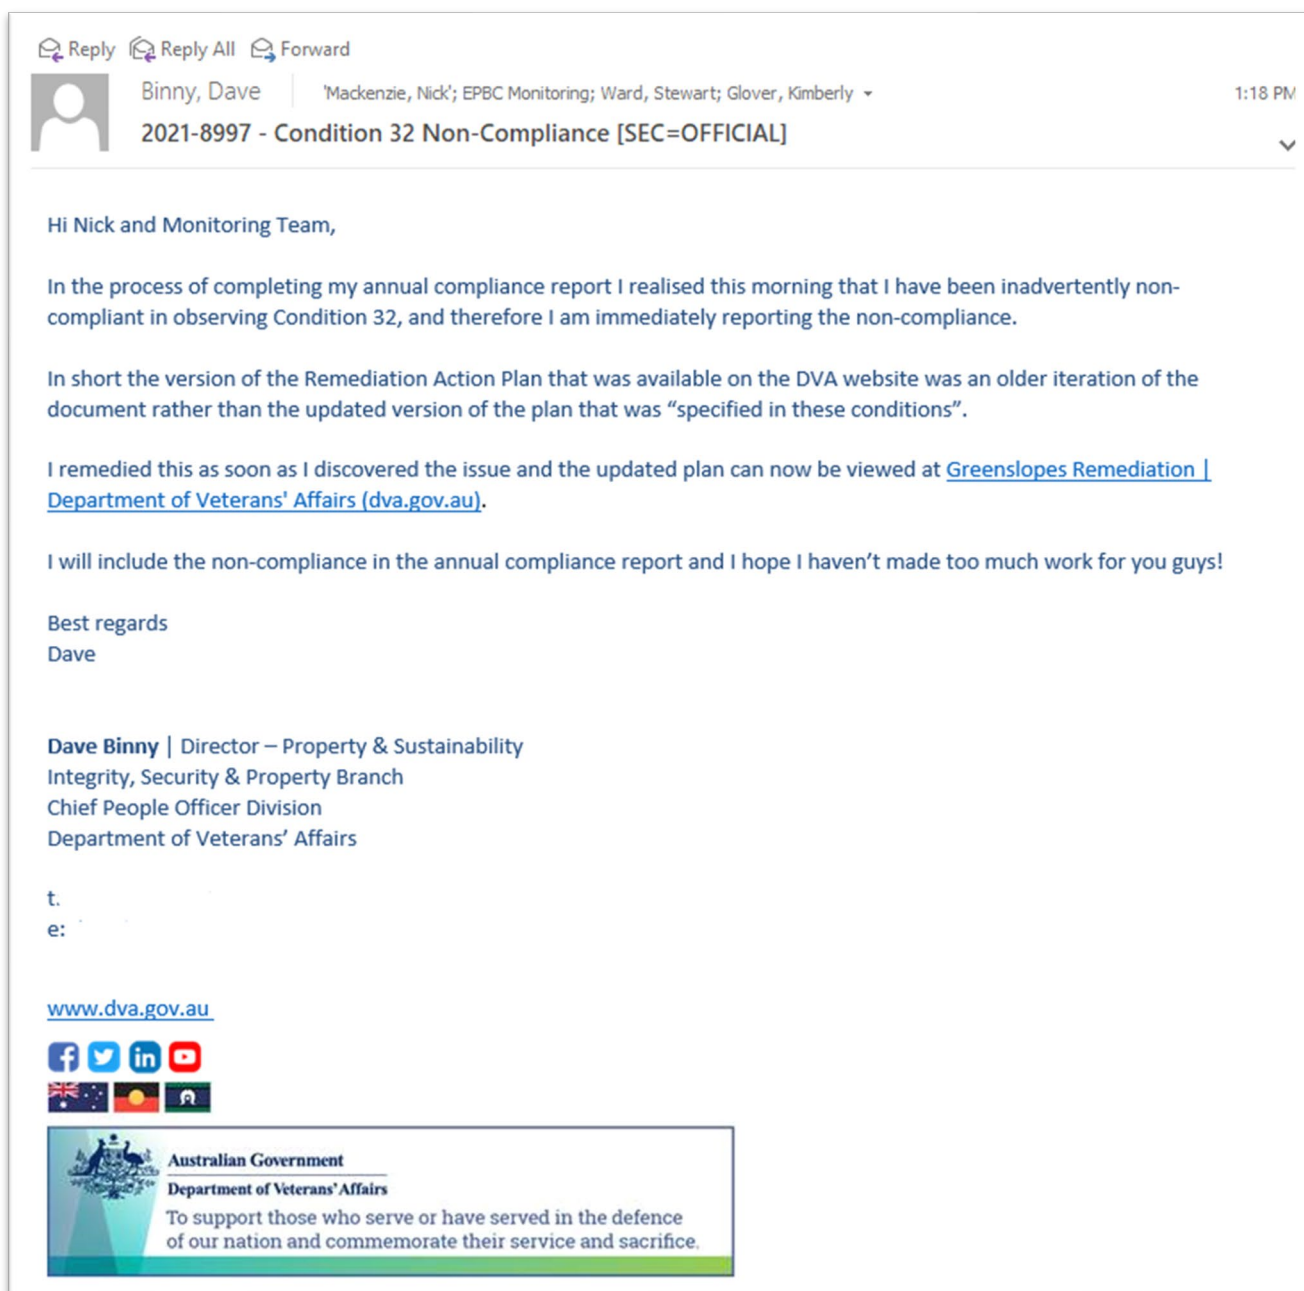 Reply Reply All Forward
Binny, Dave 'Mackenzie, Nick'; EPBC Monitoring; Ward, Stewart; Glover, Kimberly 1:18 PM
2021-8997 - Condition 32 Non-Compliance [SEC=OFFICIAL]
Hi Nick and Monitoring Team,
In the process of completing my annual compliance report I realised this morning that I have been inadvertently non-
compliant in observing Condition 32, and therefore I am immediately reporting the non-compliance.
In short the version of the Remediation Action Plan that was available on the DVA website was an older iteration of the
document rather than the updated version of the plan that was “specified in these conditions”.
I remedied this as soon as I discovered the issue and the updated plan can now be viewed at Greenslopes Remediation |
Department of Veterans' Affairs (dva.gov.au).
I will include the non-compliance in the annual compliance report and I hope I haven’t made too much work for you guys!
Best regards
Dave
Dave Binny | Director – Property & Sustainability
Integrity, Security & Property Branch
Chief People Officer Division
Department of Veterans’ Affairs
t.
e:
www.dva.gov.au
Australian Government
Department of Veterans’ Affairs
To support those who serve or have served in the defence
of our nation and commemorate their service and sacrifice.